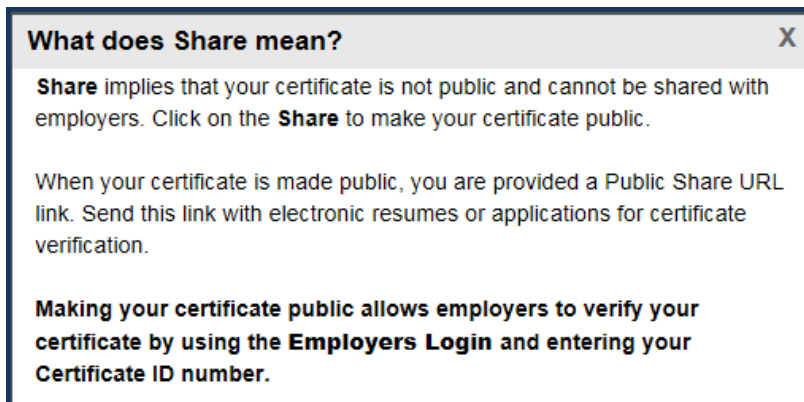 What does Share mean?
X
Share implies that your certificate is not public and cannot be shared with
employers. Click on the Share to make your certificate public.
When your certificate is made public, you are provided a Public Share URL
link. Send this link with electronic resumes or applications for certificate
verification.
Making your certificate public allows employers to verify your
certificate by using the Employers Login and entering your
Certificate ID number.